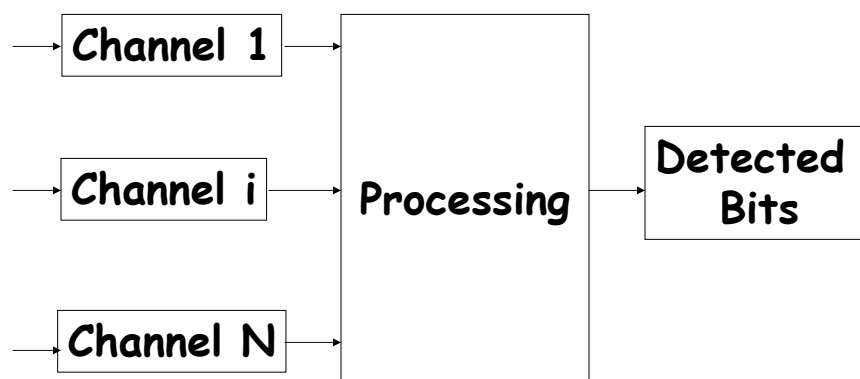 Channel 1
Channel i
Channel N
Processing
Detected
Bits